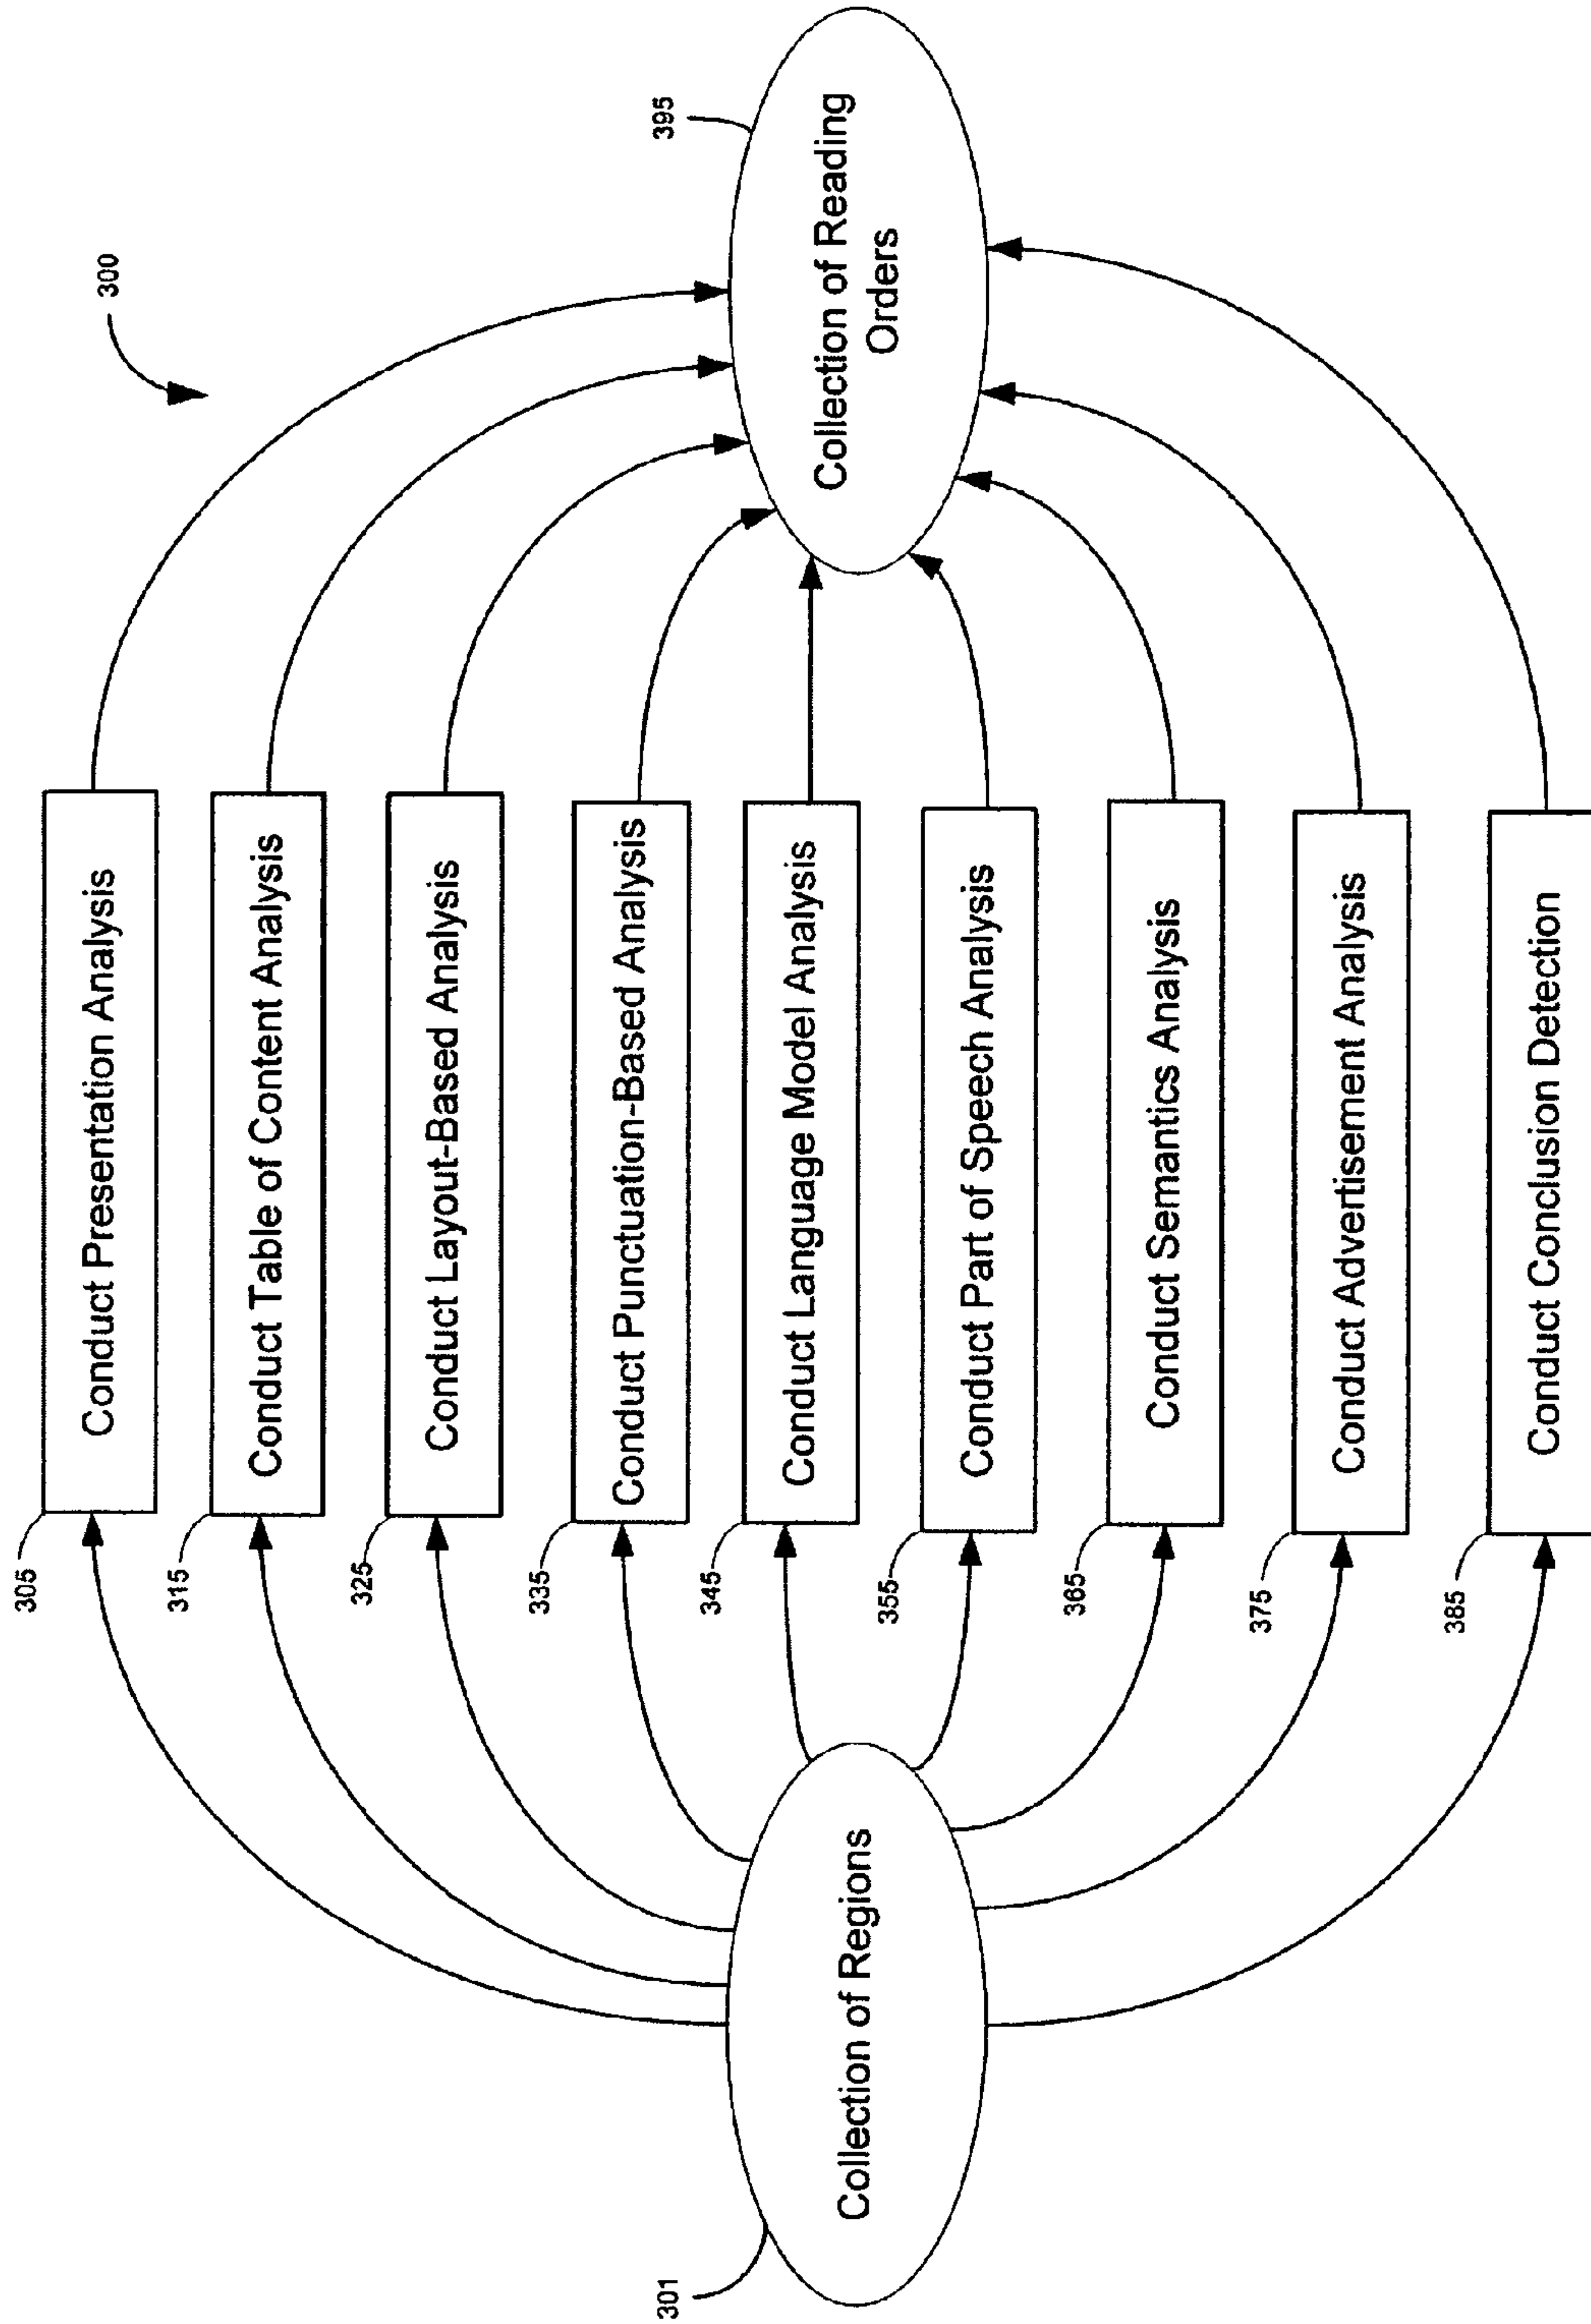 300
301
Collection of Regions
305
Conduct Presentation Analysis
315
Conduct Table of Content Analysis
325
Conduct Layout-Based Analysis
335
Conduct Punctuation-Based Analysis
345
Conduct Language Model Analysis
355
Conduct Part of Speech Analysis
365
Conduct Semantics Analysis
375
Conduct Advertisement Analysis
385
Conduct Conclusion Detection
395
Collection of Reading
Orders